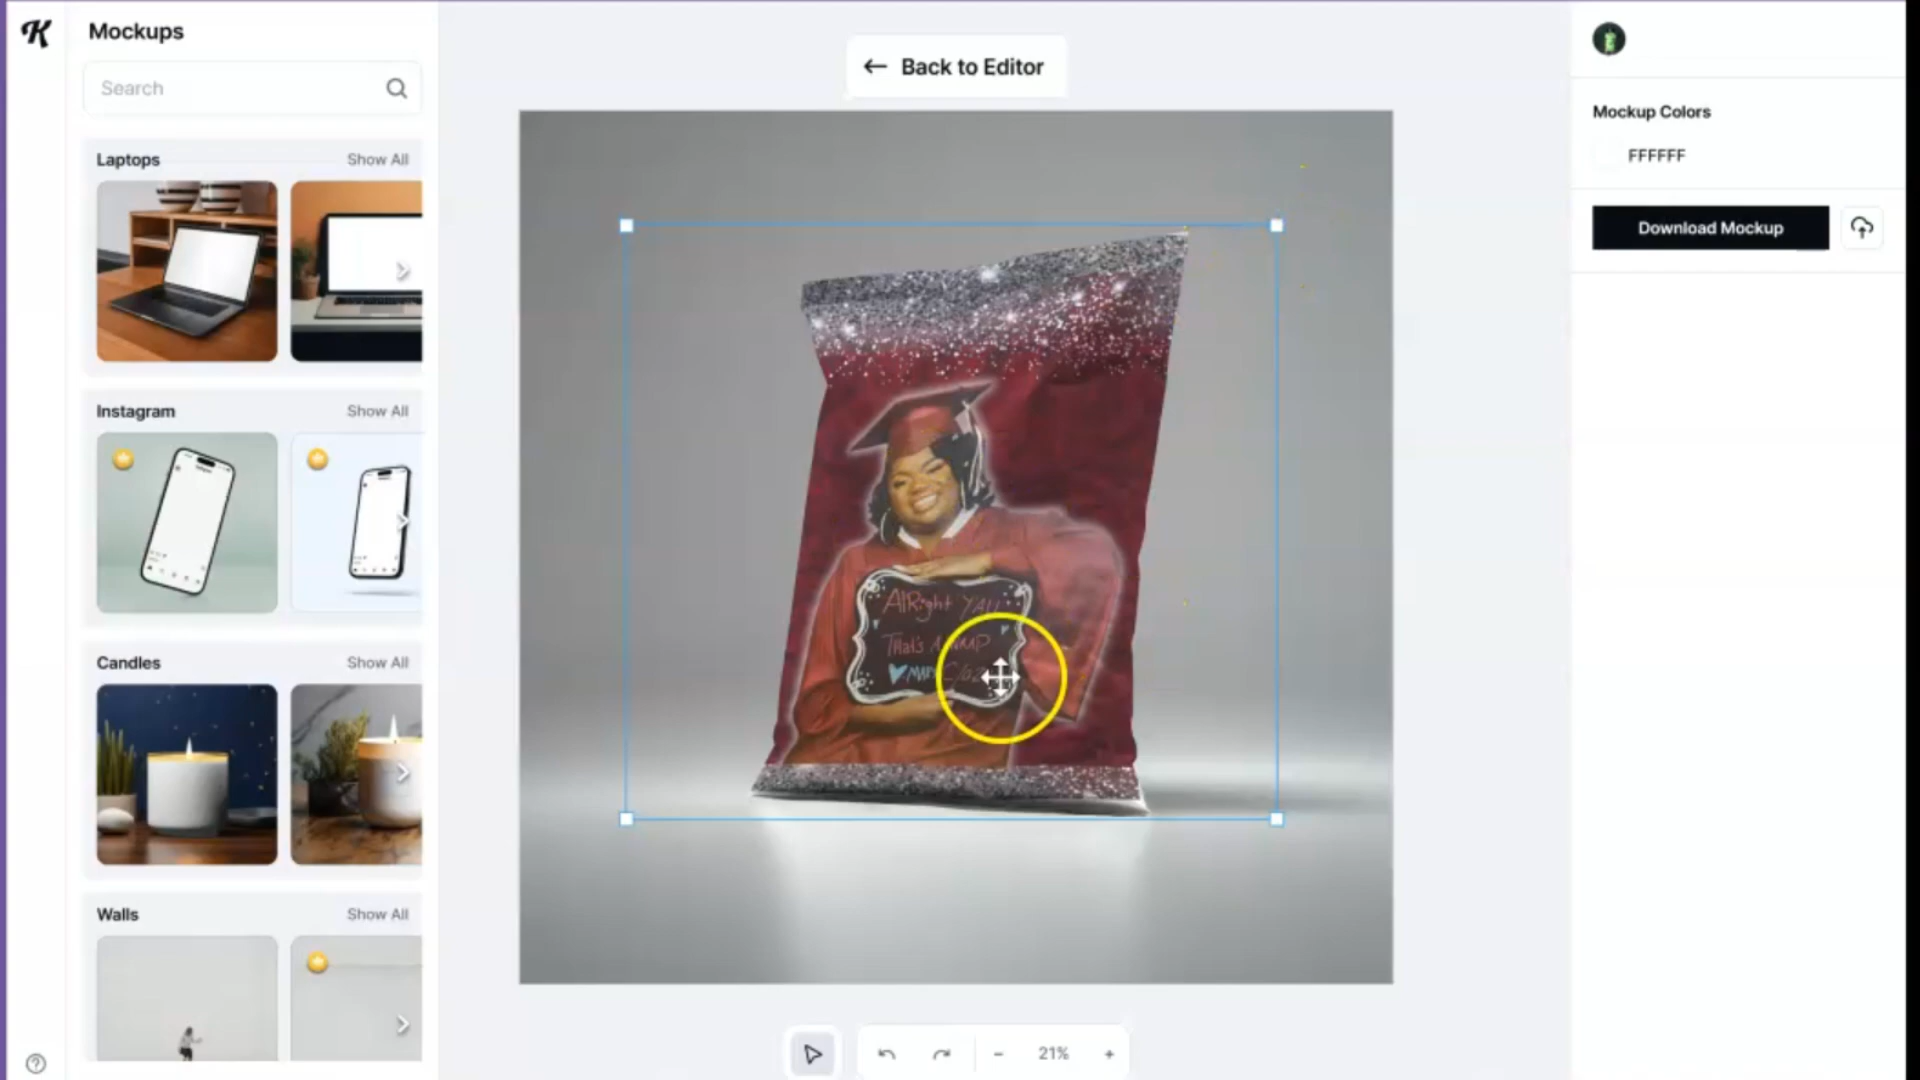 K
Mockups
Search
Back to Editor
Mockup Colors
FFFFFF
Download Mockup
Laptops
Show All
Instagram
Show All
Candles
Show All
Walls
Show All
AlRight Y'All
That's A WRAP
21%